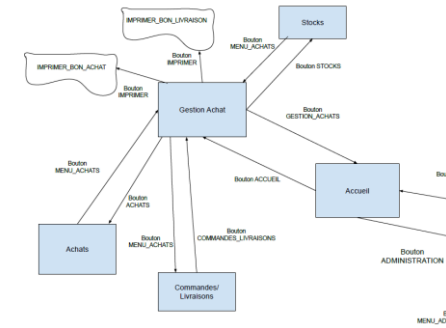 IMPRIMER_BON_LIVRAISON
Stocks
Bouton
MENU_ACHATS
Bouton
IMPRIMER
Bouton STOCKS
IMPRIMER_BON_ACHAT
Bouton
IMPRIMER
Gestion Achat
Bouton
GESTION_ACHATS
Bouton
MENU_ACHATS
Bouton ACCUEIL
Accueil
Bouton
ACHATS
Bouton
MENU_ACHATS
Bouton
COMMANDES_LIVRAISONS
Achats
Bouton
ADMINISTRATION
Commandes/
Livraisons